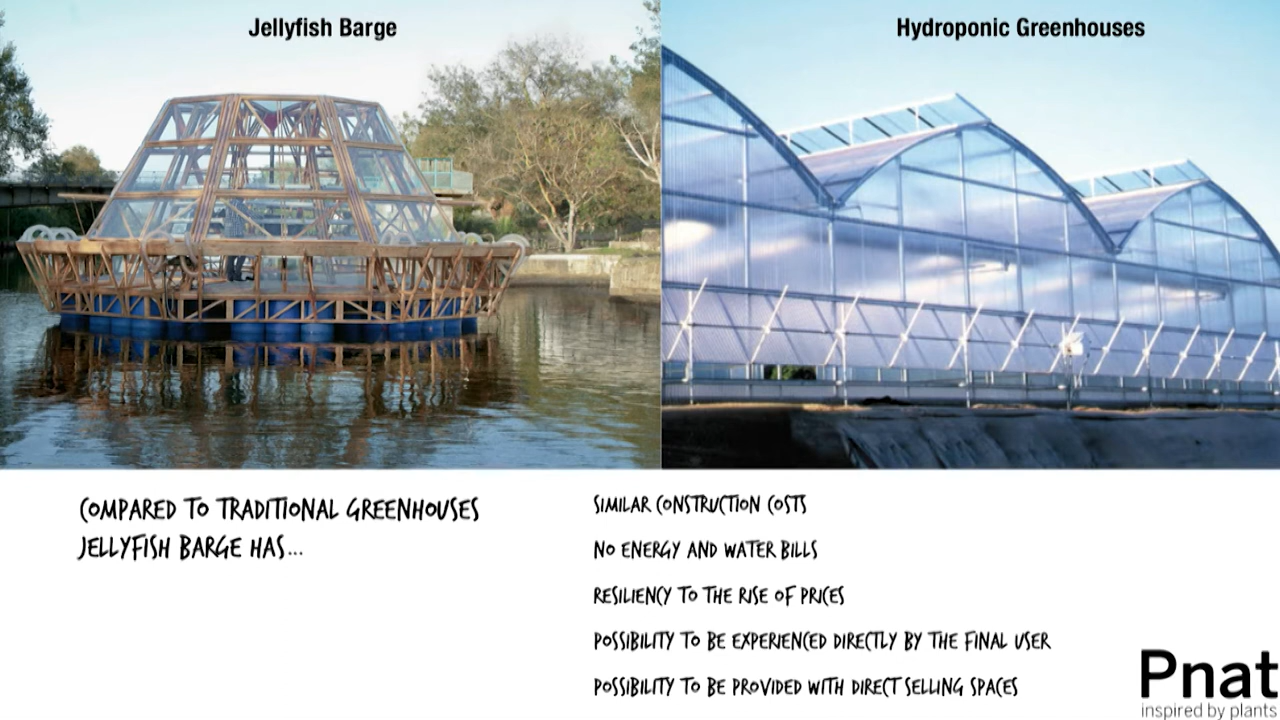 Jellyfish Barge
Hydroponic Greenhouses
COMPARED TO TRADITIONAL GREENHOUSES
JELLYFISH BARGE HAS...
SIMILAR CONSTRUCTION COSTS
NO ENERGY AND WATER BILLS
RESILIENCY TO THE RISE OF PRICES
POSSIBILITY TO BE EXPERIENCED DIRECTLY BY THE FINAL USER
POSSIBILITY TO BE PROVIDED WITH DIRECT SELLING SPACES
Pnat
inspired by plants